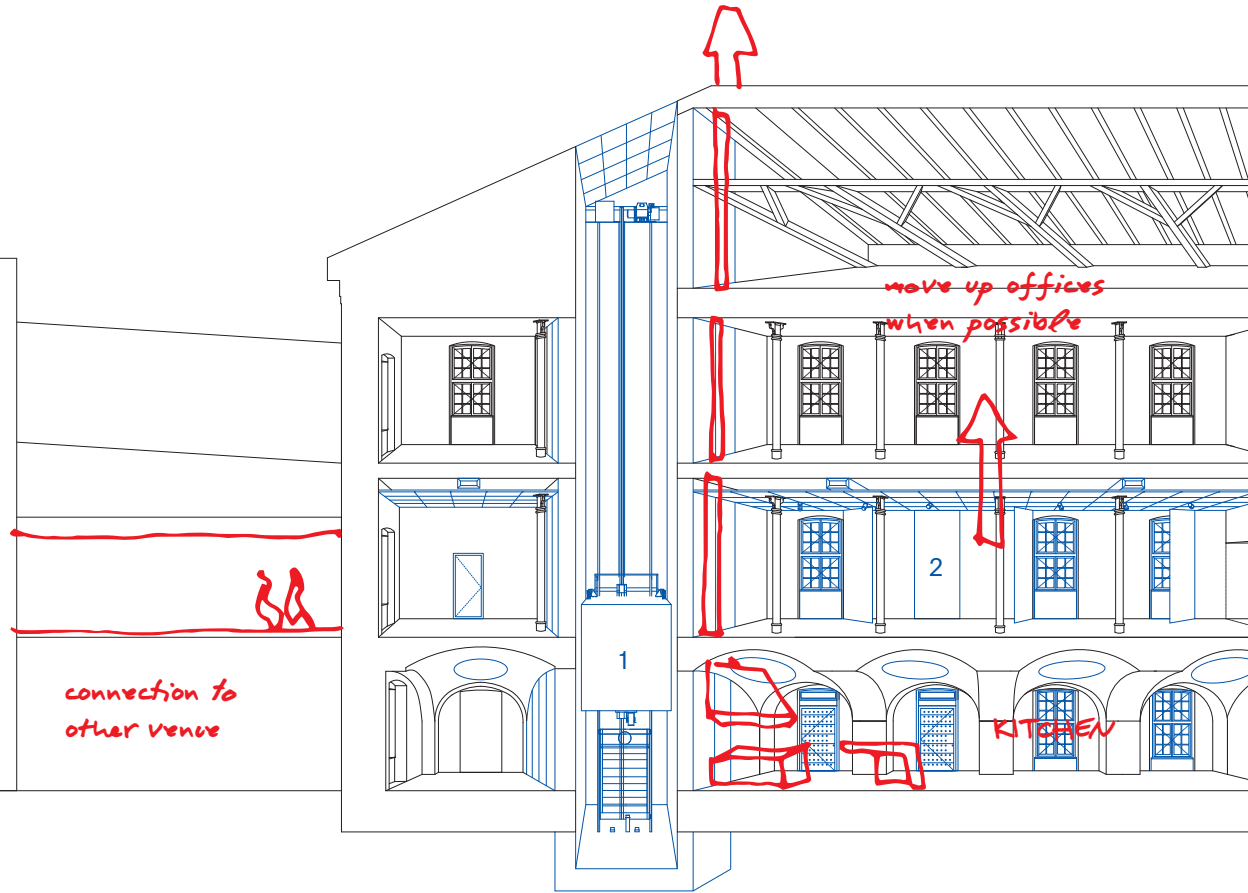 move up offices
when possible
2
1
connection to
other venue
KITCHEN